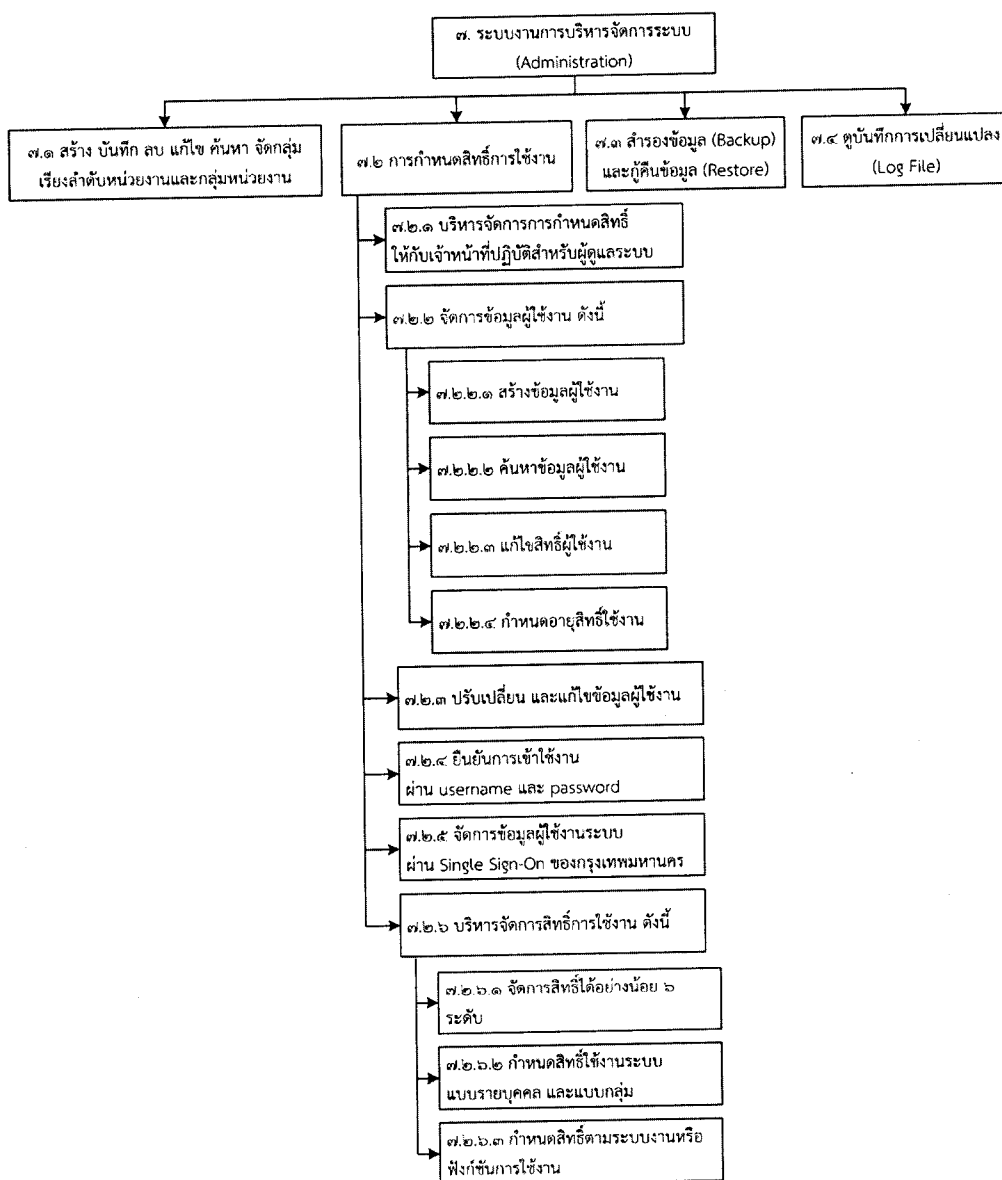 ๗. ระบบงานการบริหารจัดการระบบ
(Administration)
๗.๑ สร้าง บันทึก ลบ แก้ไข ค้นหา จัดกลุ่ม
เรียงลำดับหน่วยงานและกลุ่มหน่วยงาน
๗.๒ การกำหนดสิทธิ์การใช้งาน
๗.๓ สำรองข้อมูล (Backup)
และกู้คืนข้อมูล (Restore)
๗.๔ ดูบันทึกการเปลี่ยนแปลง
(Log File)
๗.๒.๑ บริหารจัดการการกำหนดสิทธิ์
ให้กับเจ้าหน้าที่ปฏิบัติสำหรับผู้ดูแลระบบ
๗.๒.๒ จัดการข้อมูลผู้ใช้งาน ดังนี้
๗.๒.๒.๑ สร้างข้อมูลผู้ใช้งาน
๗.๒.๒.๒ ค้นหาข้อมูลผู้ใช้งาน
๗.๒.๒.๓ แก้ไขสิทธิ์ผู้ใช้งาน
๗.๒.๒.๔ กำหนดอายุสิทธิ์ใช้งาน
๗.๒.๓ ปรับเปลี่ยน และแก้ไขข้อมูลผู้ใช้งาน
๗.๒.๔ ยืนยันการเข้าใช้งาน
ผ่าน username และ password
๗.๒.๕ จัดการข้อมูลผู้ใช้งานระบบ
ผ่าน Single Sign-On ของกรุงเทพมหานคร
๗.๒.๖ บริหารจัดการสิทธิ์การใช้งาน ดังนี้
๗.๒.๖.๑ จัดการสิทธิ์ได้อย่างน้อย ๖
ระดับ
๗.๒.๖.๒ กำหนดสิทธิ์ใช้งานระบบ
แบบรายบุคคล และแบบกลุ่ม
๗.๒.๖.๓ กำหนดสิทธิ์ตามระบบงานหรือ
ฟังก์ชันการใช้งาน